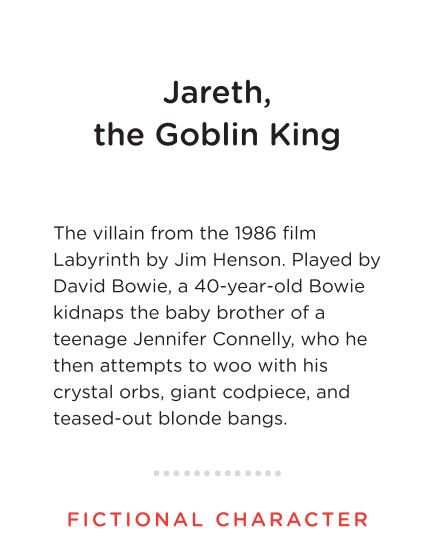 Jareth,
the Goblin King
The villain from the 1986 film
Labyrinth by Jim Henson. Played by
David Bowie, a 40-year-old Bowie
kidnaps the baby brother of a
teenage Jennifer Connelly, who he
then attempts to woo with his
crystal orbs, giant codpiece, and
teased-out blonde bangs.
FICTIONAL CHARACTER